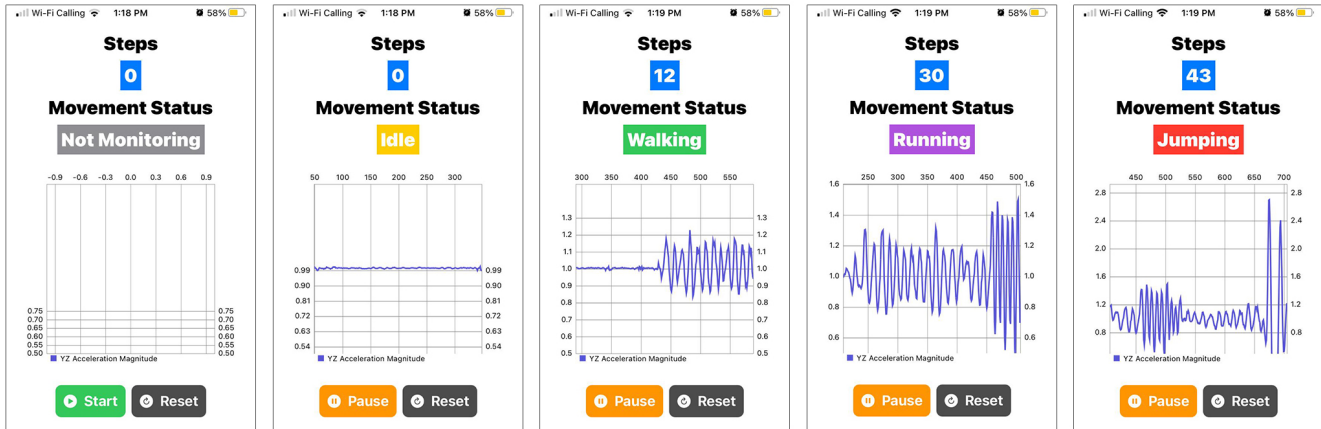 Wi-Fi Calling 1:18 PM 58%
Steps
0
Movement Status
Not Monitoring
-0.9 -0.6 -0.3 0.0 0.3 0.6 0.9
0.75 0.75
0.70 0.70
0.65 0.65
0.60 0.60
0.55 0.55
0.50 0.50
YZ Acceleration Magnitude
Start Reset
Wi-Fi Calling 1:18 PM 58%
Steps
0
Movement Status
Idle
50 100 150 200 250 300
0.99 0.99
0.90 0.90
0.81 0.81
0.72 0.72
0.63 0.63
0.54 0.54
YZ Acceleration Magnitude
Pause Reset
Wi-Fi Calling 1:19 PM 58%
Steps
12
Movement Status
Walking
300 350 400 450 500 550
1.3 1.3
1.2 1.2
1.1 1.1
1.0 1.0
0.9 0.9
0.8 0.8
0.7 0.7
0.6 0.6
0.5 0.5
YZ Acceleration Magnitude
Pause Reset
Wi-Fi Calling 1:19 PM 58%
Steps
30
Movement Status
Running
250 300 350 400 450 500
1.6 1.6
1.4 1.4
1.2 1.2
1.0 1.0
0.8 0.8
0.6 0.6
YZ Acceleration Magnitude
Pause Reset
Wi-Fi Calling 1:19 PM 58%
Steps
43
Movement Status
Jumping
450 500 550 600 650 700
2.8 2.8
2.4 2.4
2.0 2.0
1.6 1.6
1.2 1.2
0.8 0.8
YZ Acceleration Magnitude
Pause Reset